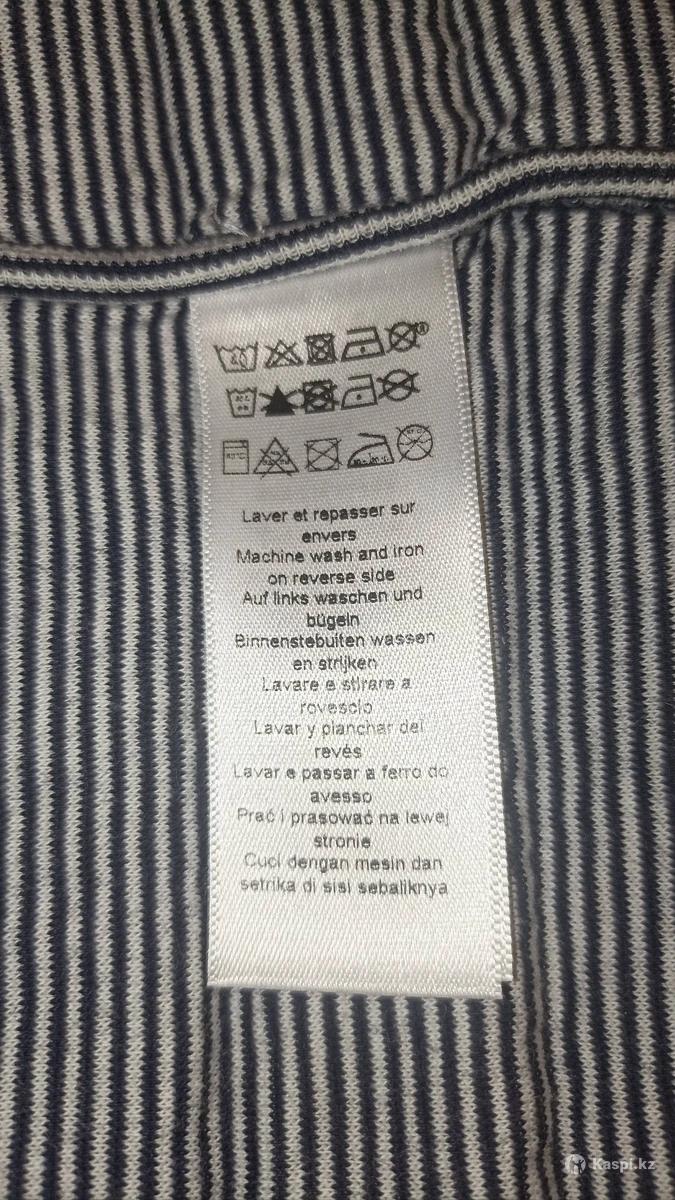 Laver et repasser sur
envers
Machine wash and iron
on reverse side
Auf links waschen und
bügeln
Binnenstebuiten wassen
en strijken
Lavare e stirare a
rovescio
Lavar y planchar del
revés
Lavar e passar a ferro do
avesso
Prać i prasować na lewej
stronie
Cuci dengan mesin dan
setrika di sisi sebaliknya
Kaspi.kz